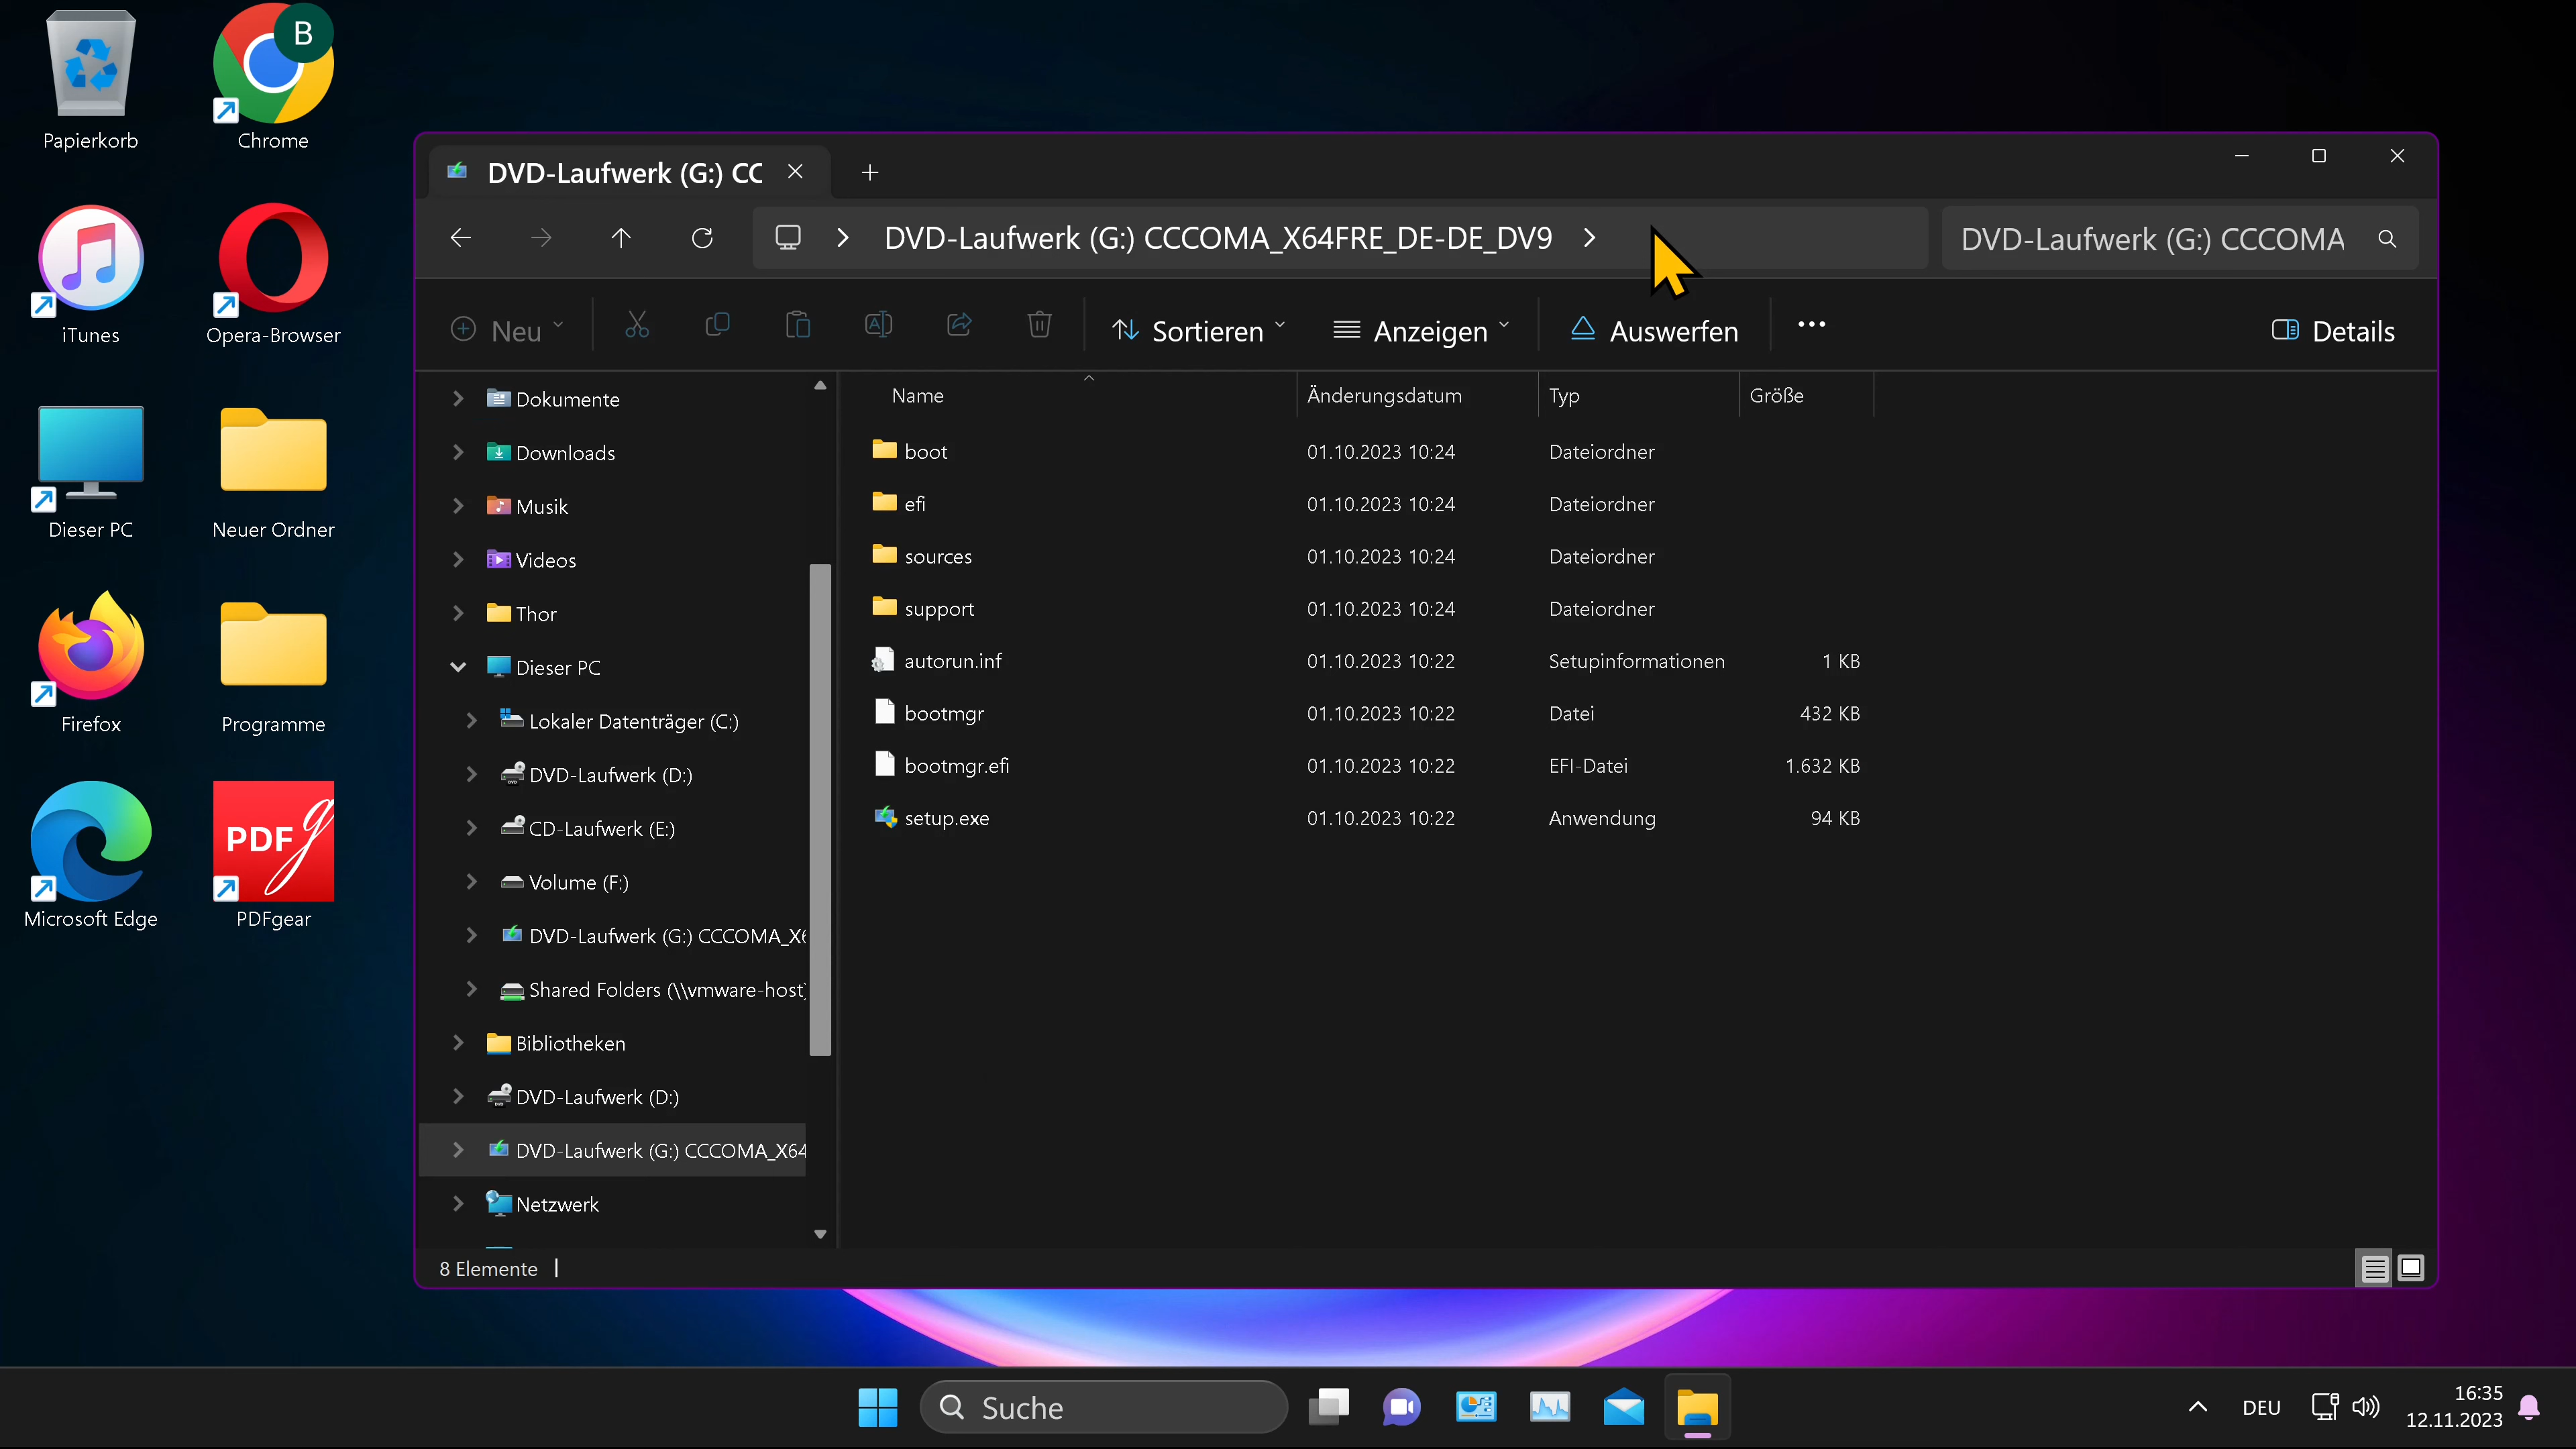 Papierkorb
B
Chrome
iTunes
Opera-Browser
Dieser PC
Neuer Ordner
Firefox
Programme
Microsoft Edge
PDF
PDFgear
DVD-Laufwerk (G:) CC
DVD-Laufwerk (G:) CCCOMA_X64FRE_DE-DE_DV9
DVD-Laufwerk (G:) CCCOMA
Neu
Sortieren
Anzeigen
Auswerfen
Details
Dokumente
Downloads
Musik
Videos
Thor
Dieser PC
Lokaler Datenträger (C:)
DVD-Laufwerk (D:)
CD-Laufwerk (E:)
Volume (F:)
DVD-Laufwerk (G:) CCCOMA_X6
Shared Folders (\\vmware-host)
Bibliotheken
DVD-Laufwerk (D:)
DVD-Laufwerk (G:) CCCOMA_X64
Netzwerk
Name Änderungsdatum Typ Größe
boot 01.10.2023 10:24 Dateiordner
efi 01.10.2023 10:24 Dateiordner
sources 01.10.2023 10:24 Dateiordner
support 01.10.2023 10:24 Dateiordner
autorun.inf 01.10.2023 10:22 Setupinformationen 1 KB
bootmgr 01.10.2023 10:22 Datei 432 KB
bootmgr.efi 01.10.2023 10:22 EFI-Datei 1.632 KB
setup.exe 01.10.2023 10:22 Anwendung 94 KB
8 Elemente
Suche
DEU
16:35
12.11.2023